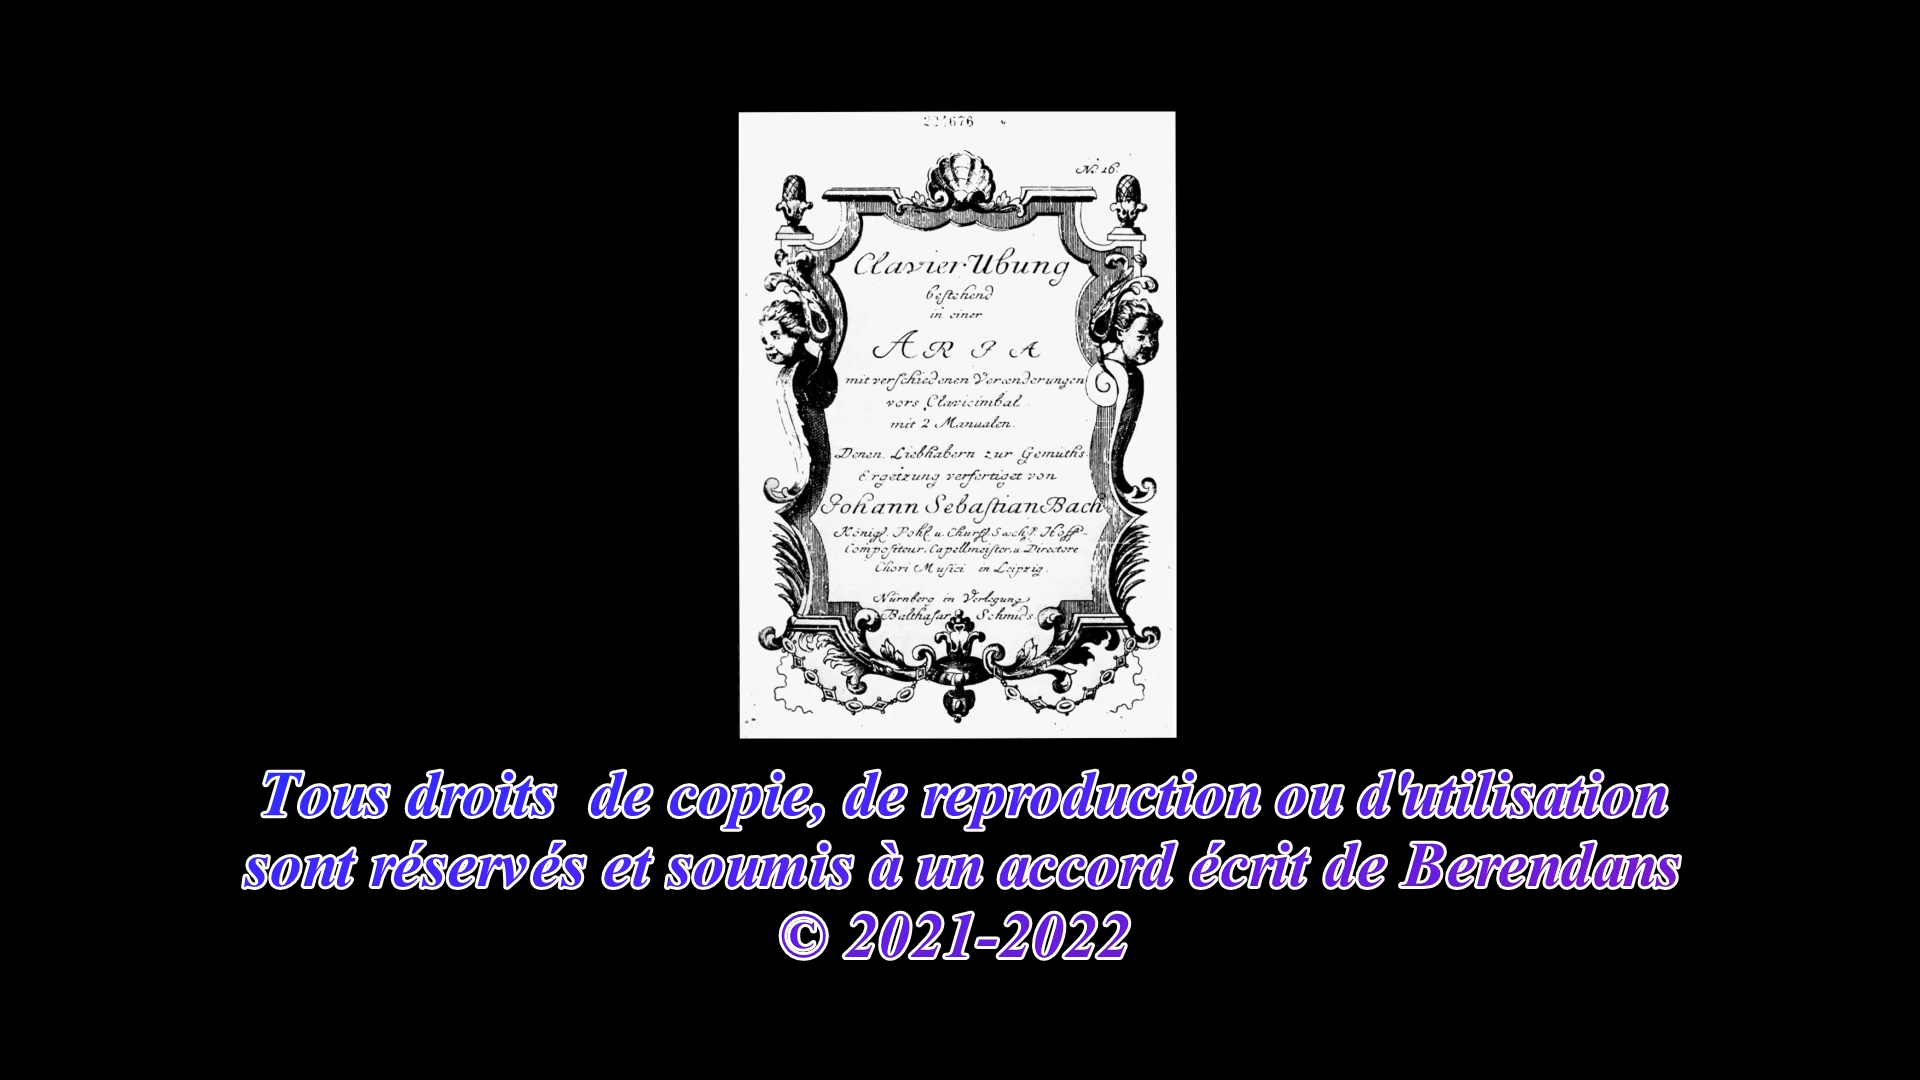 N.º 16.
Clavier Ubung
bestehend
in einer
ARIA
mit verschiedenen Verænderungen
vors Clavicimbal
mit 2 Manualen.
Denen Liebhabern zur Gemüths-
Ergetzung verfertiget von
Johann Sebastian Bach
Königl. Pohl. u. Churfl. Sæchs. Hoff-
Compositeur, Capellmeister, u. Directore
Chori Musici in Leipzig.
Nürnberg in Verlegung
Balthasar Schmids
Tous droits de copie, de reproduction ou d'utilisation
sont réservés et soumis à un accord écrit de Berendans
© 2021-2022